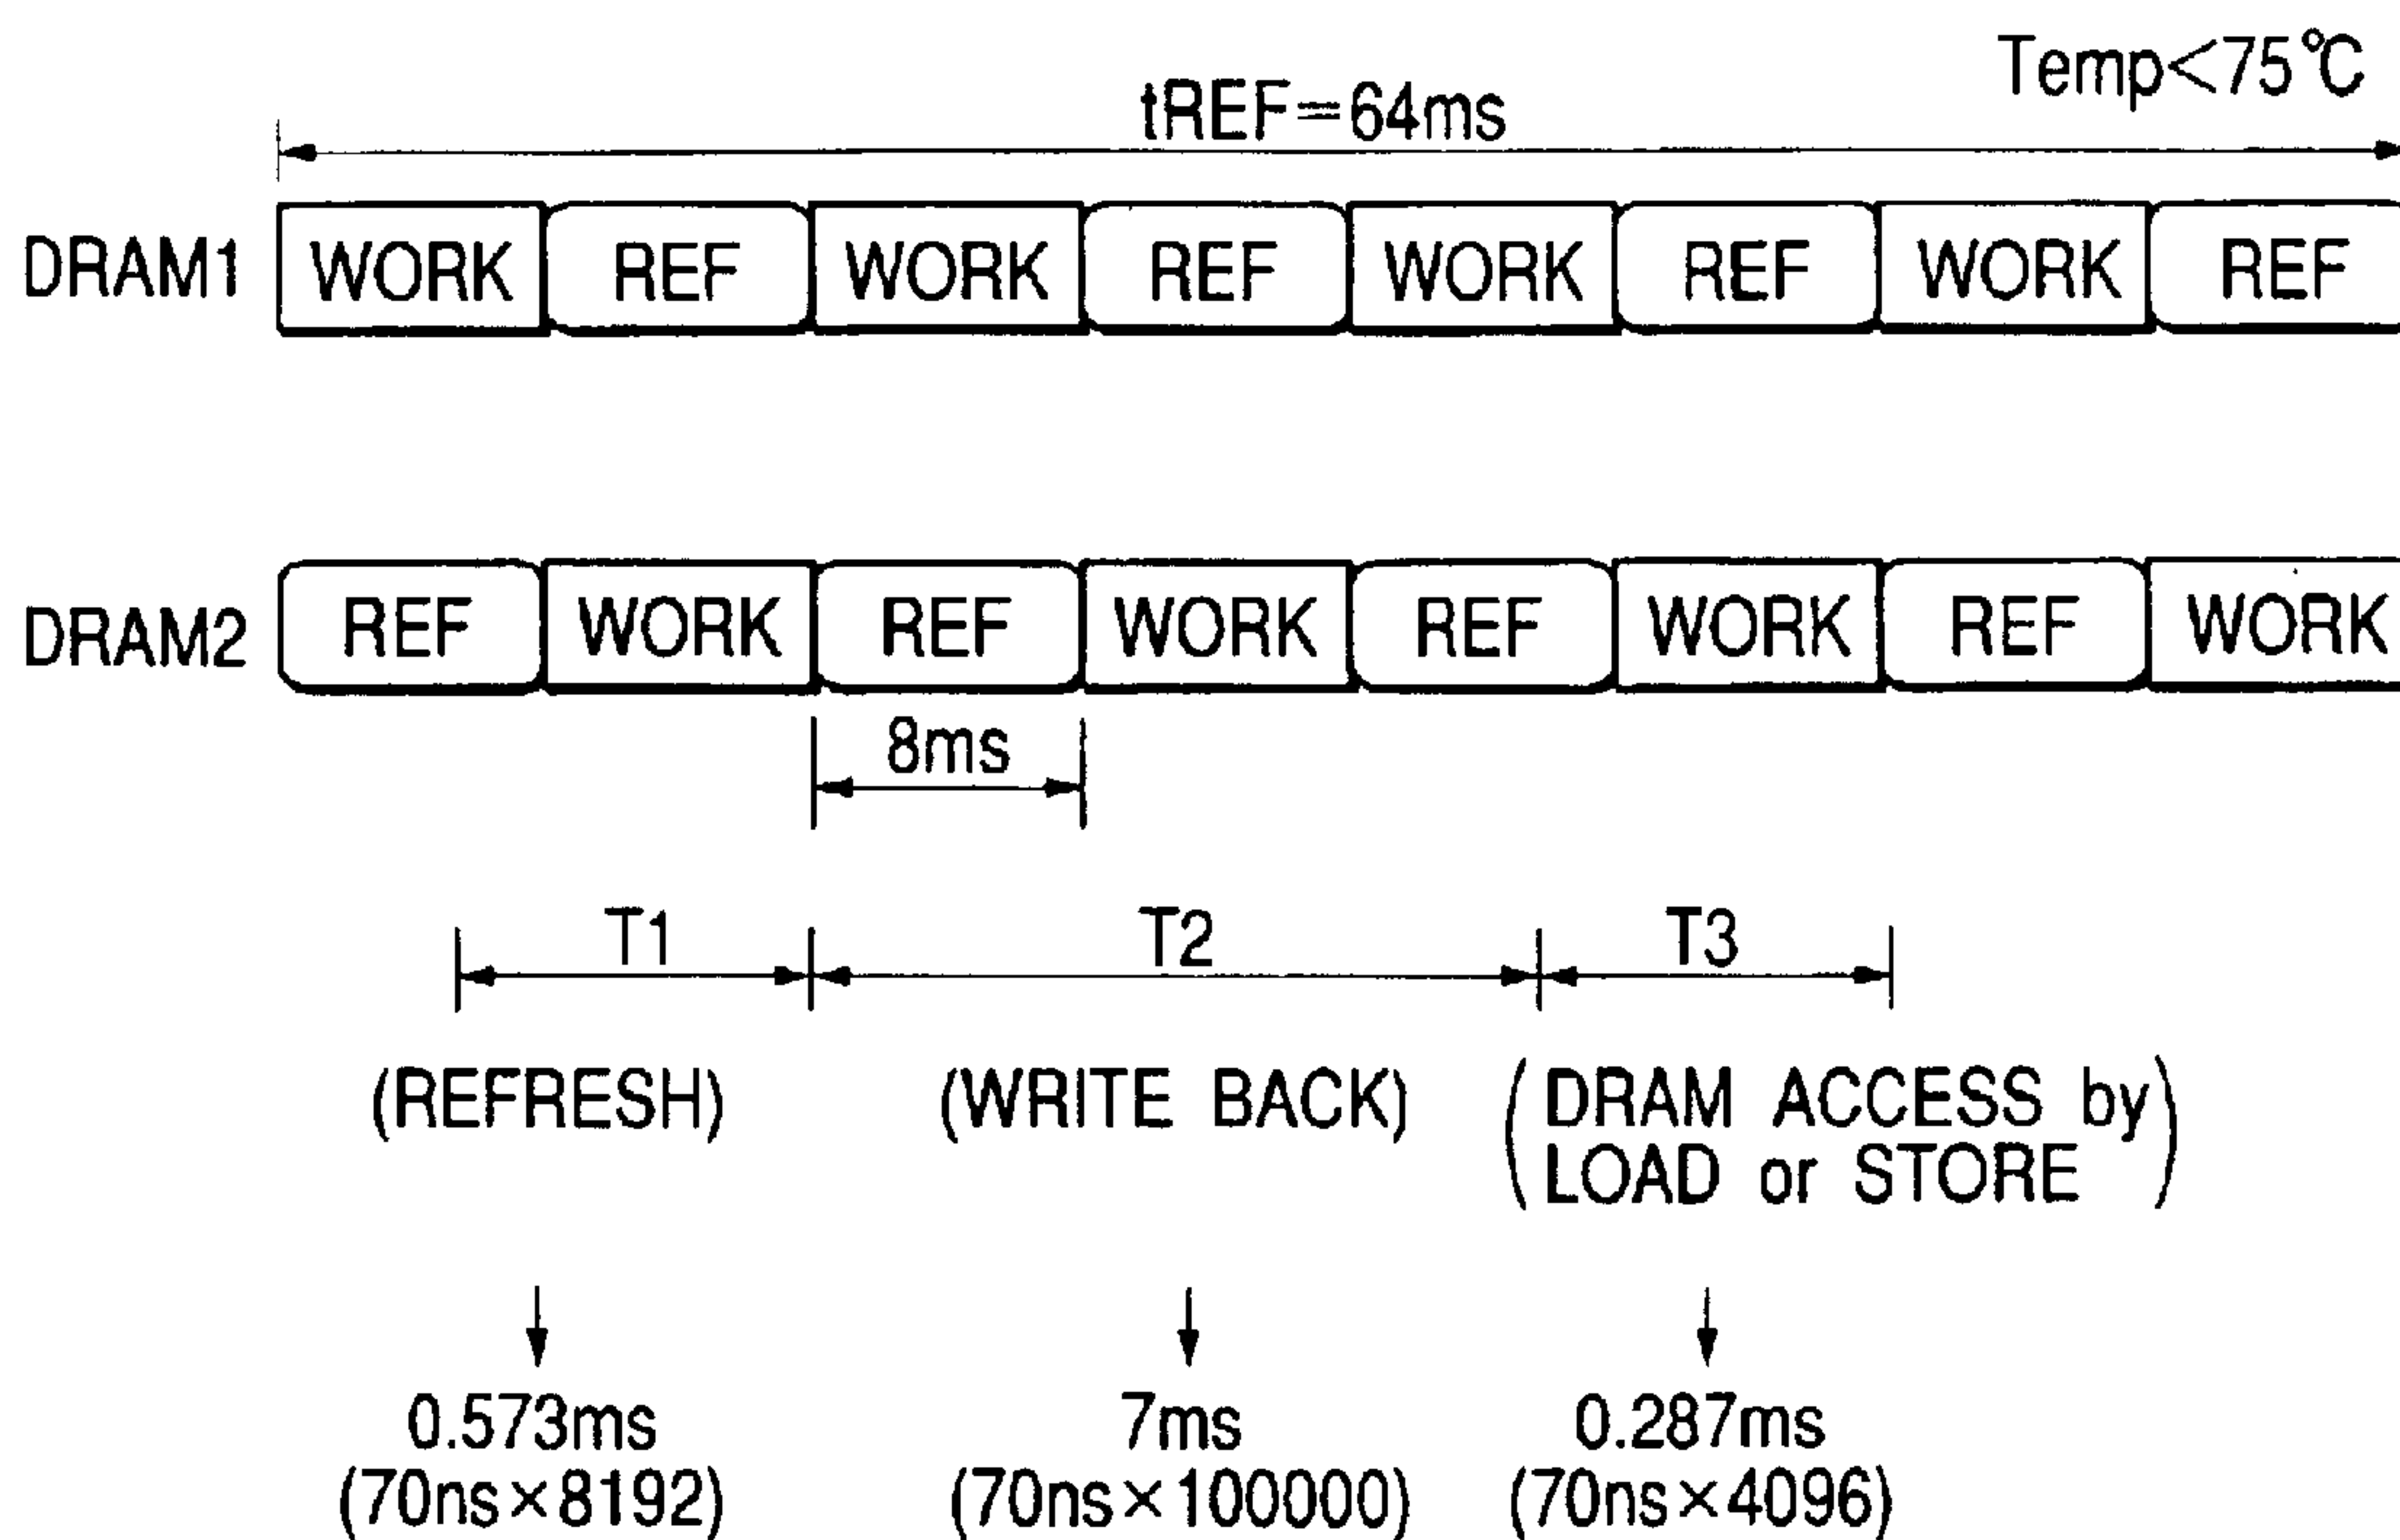 Temp<75℃
tREF=64ms
DRAM1 WORK REF WORK REF WORK REF WORK REF
DRAM2 REF WORK REF WORK REF WORK REF WORK
8ms
T1 T2 T3
(REFRESH) (WRITE BACK) (DRAM ACCESS by
LOAD or STORE)
0.573ms 7ms 0.287ms
(70ns×8192) (70ns×100000) (70ns×4096)